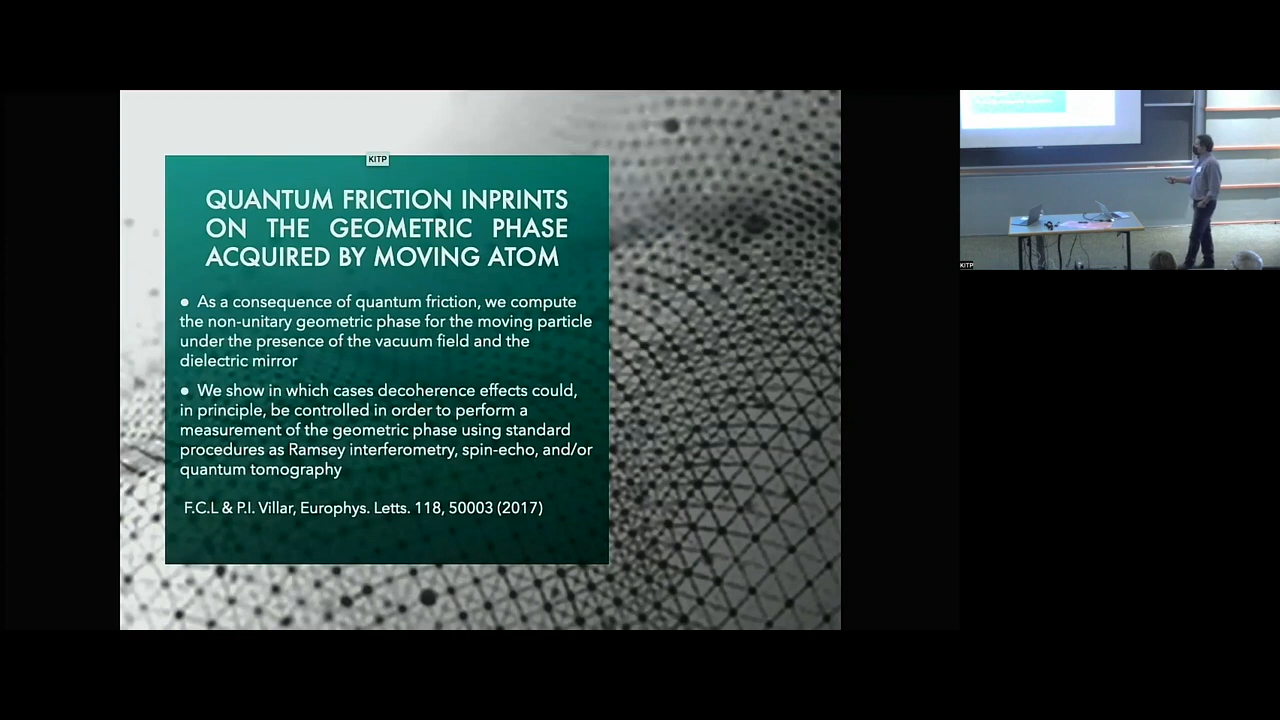 KITP
QUANTUM FRICTION INPRINTS
ON THE GEOMETRIC PHASE
ACQUIRED BY MOVING ATOM
● As a consequence of quantum friction, we compute
the non-unitary geometric phase for the moving particle
under the presence of the vacuum field and the
dielectric mirror
● We show in which cases decoherence effects could,
in principle, be controlled in order to perform a
measurement of the geometric phase using standard
procedures as Ramsey interferometry, spin-echo, and/or
quantum tomography
F.C.L & P.I. Villar, Europhys. Letts. 118, 50003 (2017)
KITP